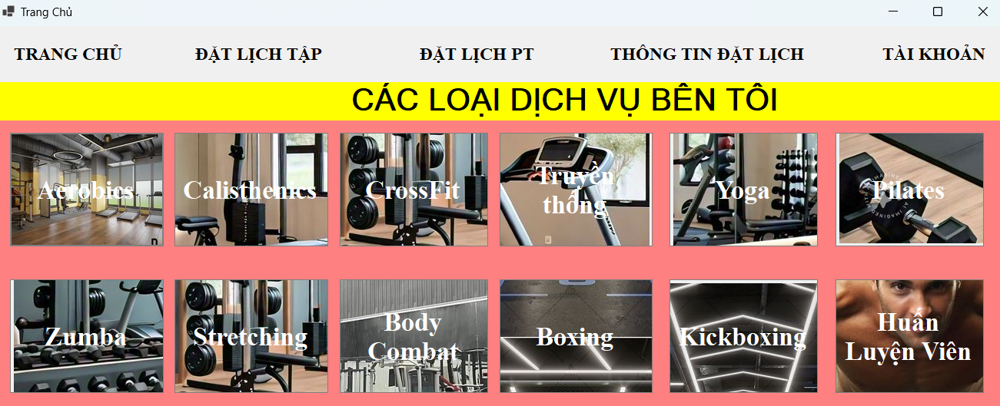 Trang Chủ
TRANG CHỦ ĐẶT LỊCH TẬP ĐẶT LỊCH PT THÔNG TIN ĐẶT LỊCH TÀI KHOẢN
CÁC LOẠI DỊCH VỤ BÊN TÔI
Aerobics
Calisthenics
CrossFit
Truyền
thống
Yoga
Pilates
Zumba
Stretching
Body
Combat
Boxing
Kickboxing
Huấn
Luyện Viên